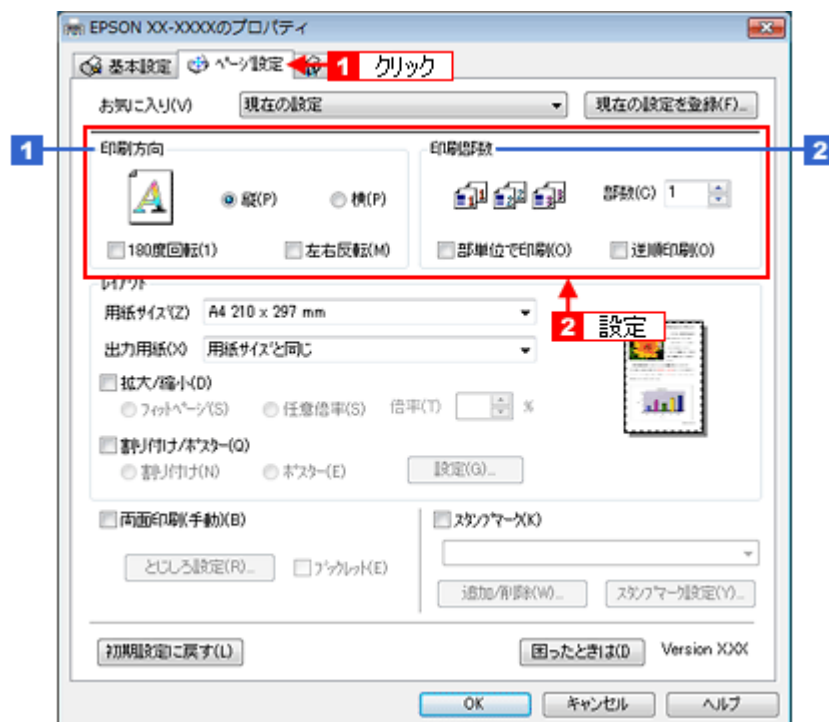 EPSON XX-XXXXのプロパティ
基本設定 ページ設定 1 クリック
お気に入り(V) 現在の設定 現在の設定を登録(F)...
1 印刷方向 印刷部数 2
縦(P) 横(P) 部数(C) 1
180度回転(1) 左右反転(M) 部単位で印刷(O) 逆順印刷(O)
レイアウト
用紙サイズ(Z) A4 210 x 297 mm
2 設定
出力用紙(X) 用紙サイズと同じ
拡大/縮小(D)
フィットページ(S) 任意倍率(S) 倍率(T) %
割り付け/ポスター(Q)
割り付け(N) ポスター(E) 設定(G)...
両面印刷(手動)(B) スタンプマーク(K)
とじしろ設定(R)... ブックレット(E)
追加/削除(W)... スタンプマーク設定(Y)...
初期設定に戻す(L) 困ったときは(I) Version X.XX
OK キャンセル ヘルプ